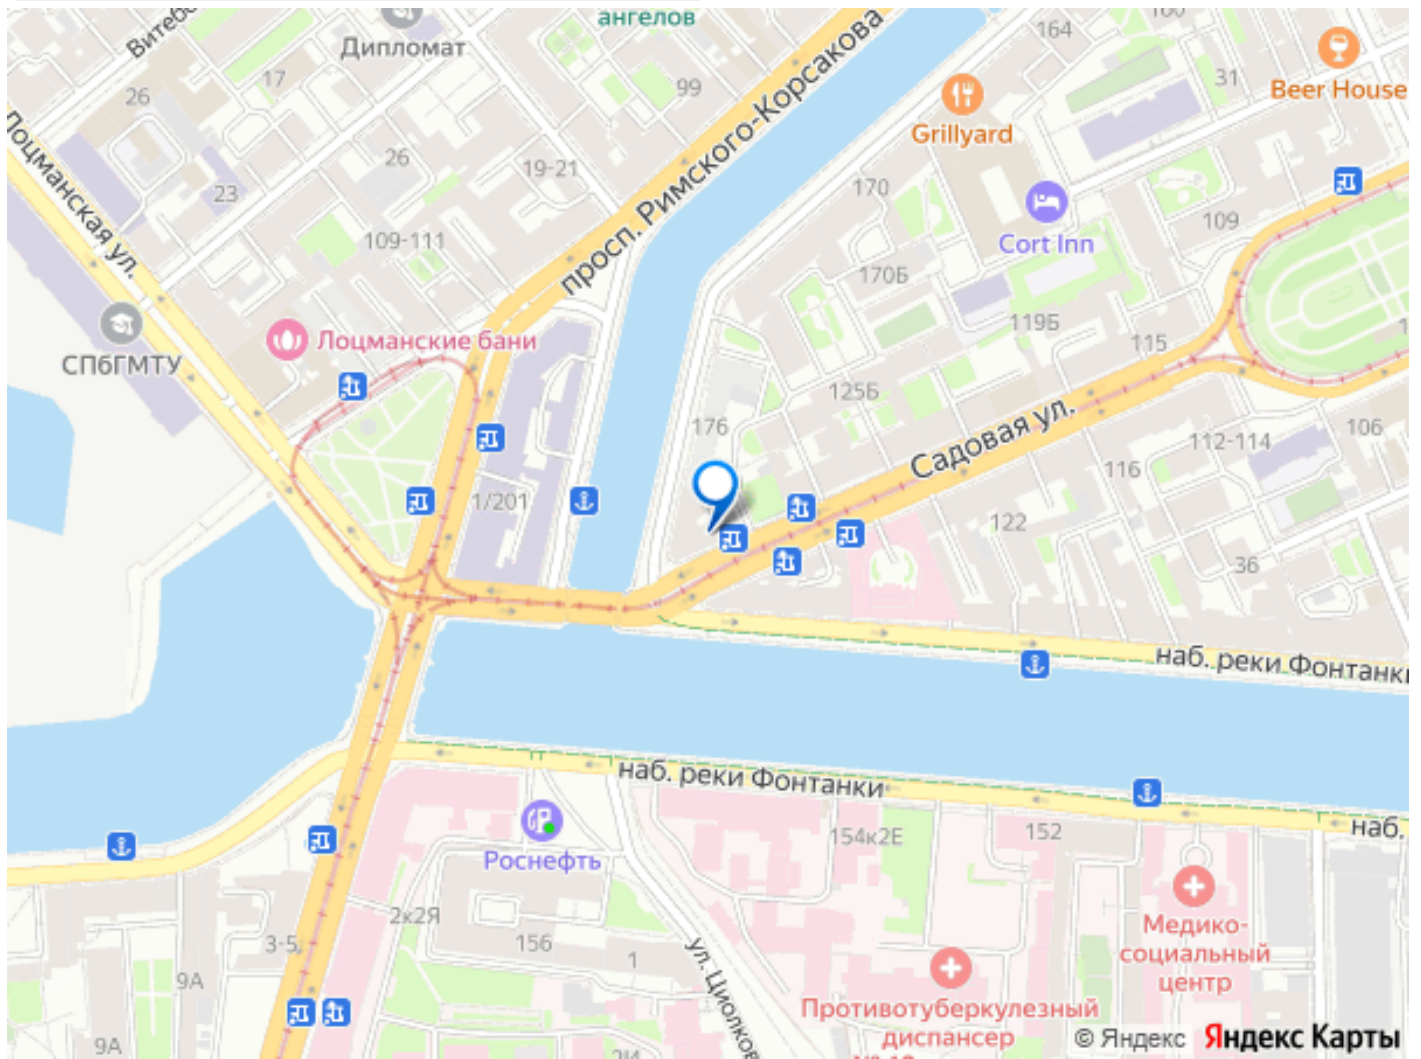 ангелов
164
Витебс
Дипломат
31
Beer House
17
26
99
Grillyard
просп. Римского-Корсакова
Лоцманская ул.
26
19-21
170
23
109
109-111
Cort Inn
170Б
119Б
СПбГМТУ
Лоцманские бани
115
125Б
Садовая ул.
176
112-114
106
116
1/201
122
36
наб. реки Фонтанки
наб. реки Фонтанки
наб.
Роснефть
154к2Е
152
2к2Я
3-5
156
1
9А
ул. Циолков
Медико-
социальный
центр
Противотуберкулезный
диспансер
9А
© Яндекс Яндекс Карты